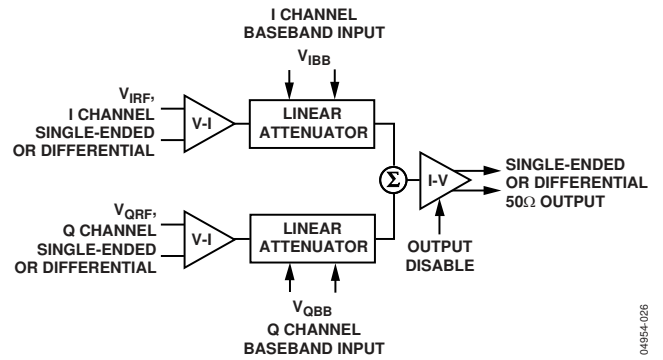 I CHANNEL
BASEBAND INPUT
VIBB
VIRF,
I CHANNEL
SINGLE-ENDED
OR DIFFERENTIAL
V-I
LINEAR
ATTENUATOR
Σ
I-V
SINGLE-ENDED
OR DIFFERENTIAL
50Ω OUTPUT
VQRF,
Q CHANNEL
SINGLE-ENDED
OR DIFFERENTIAL
V-I
LINEAR
ATTENUATOR
OUTPUT
DISABLE
VQBB
Q CHANNEL
BASEBAND INPUT
04954-026